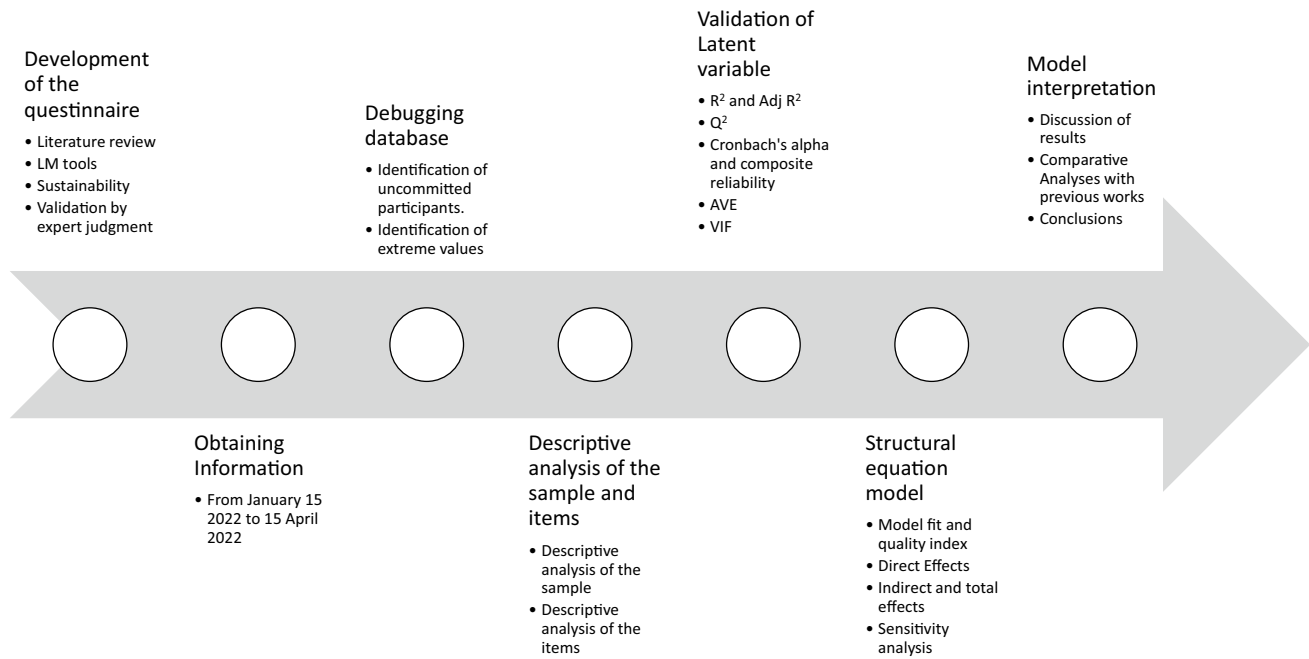 Development
of the
questinnaire
• Literature review
• LM tools
• Sustainability
• Validation by
expert judgment
Obtaining
Information
• From January 15
2022 to 15 April
2022
Debugging
database
• Identification of
uncommitted
participants.
• Identification of
extreme values
Descriptive
analysis of the
sample and
items
• Descriptive
analysis of the
sample
• Descriptive
analysis of the
items
Validation of
Latent
variable
• R² and Adj R²
• Q²
• Cronbach's alpha
and composite
reliability
• AVE
• VIF
Structural
equation
model
• Model fit and
quality index
• Direct Effects
• Indirect and total
effects
• Sensitivity
analysis
Model
interpretation
• Discussion of
results
• Comparative
Analyses with
previous works
• Conclusions